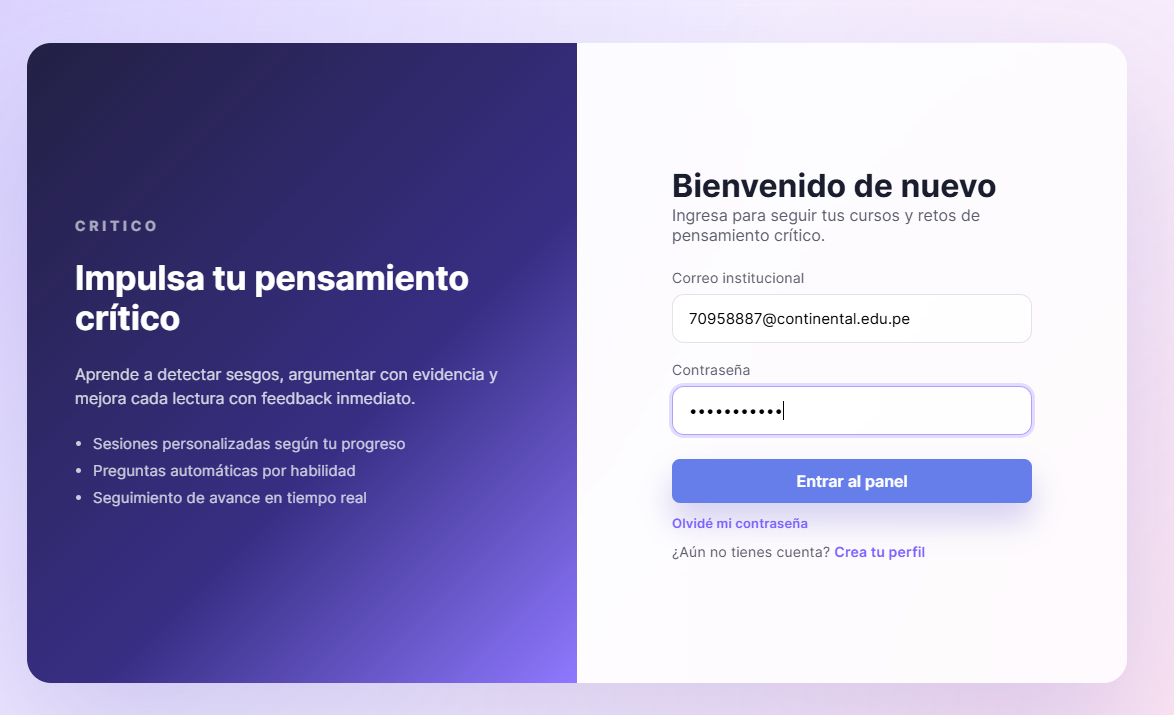 CRITICO
Impulsa tu pensamiento
crítico
Aprende a detectar sesgos, argumentar con evidencia y
mejora cada lectura con feedback inmediato.
• Sesiones personalizadas según tu progreso
• Preguntas automáticas por habilidad
• Seguimiento de avance en tiempo real
Bienvenido de nuevo
Ingresa para seguir tus cursos y retos de
pensamiento crítico.
Correo institucional
70958887@continental.edu.pe
Contraseña
•••••••••••
Entrar al panel
Olvidé mi contraseña
¿Aún no tienes cuenta? Crea tu perfil